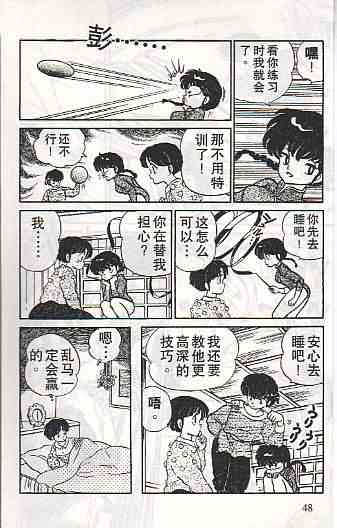 嘿！
看你练习
时我就会
了。
彭……
那不用特
训了！
还不
行！
你先去
睡吧！
这怎么
可以…
你在替我
担心？
我……
安心去
睡吧！
我还要
教他更
高深的
技巧。
唔。
嗯…
乱马一
定会赢
的。
48